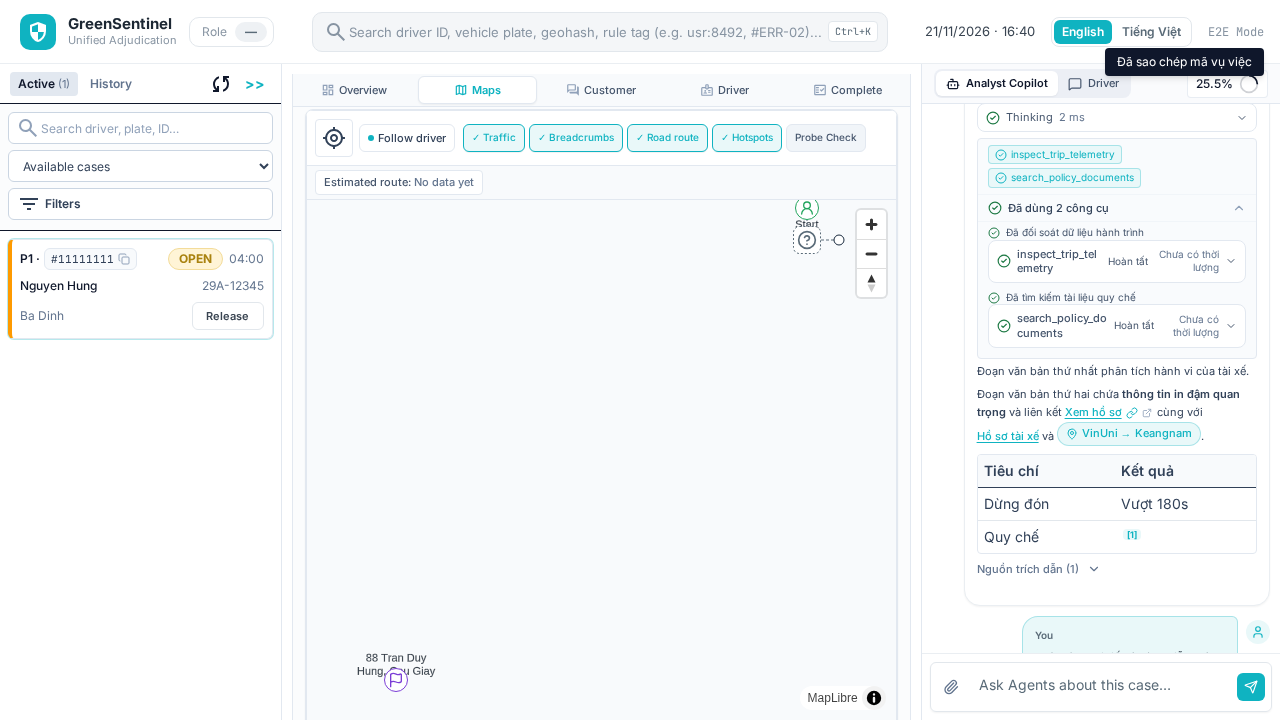 GreenSentinel
Unified Adjudication
Role —
Search driver ID, vehicle plate, geohash, rule tag (e.g. usr:8492, #ERR-02)...
Ctrl+K
21/11/2026 · 16:40
English
Tiếng Việt
E2E Mode
Đã sao chép mã vụ việc
Active (1)
History
>>
Search driver, plate, ID...
Available cases
Filters
P1 · #11111111 OPEN 04:00
Nguyen Hung 29A-12345
Ba Dinh Release
Overview
Maps
Customer
Driver
Complete
Follow driver
✓ Traffic
✓ Breadcrumbs
✓ Road route
✓ Hotspots
Probe Check
Estimated route: No data yet
Start
88 Tran Duy
MapLibre
Analyst Copilot
Driver
25.5%
Thinking 2 ms
inspect_trip_telemetry
search_policy_documents
Đã dùng 2 công cụ
Đã đối soát dữ liệu hành trình
inspect_trip_tel
emetry
Hoàn tất
Chưa có thời
lượng
Đã tìm kiếm tài liệu quy chế
search_policy_do
cuments
Hoàn tất
Chưa có
thời lượng
Đoạn văn bản thứ nhất phân tích hành vi của tài xế.
Đoạn văn bản thứ hai chứa thông tin in đậm quan
trọng và liên kết Xem hồ sơ cùng với
Hồ sơ tài xế và VinUni → Keangnam.
Tiêu chí Kết quả
Dừng đón Vượt 180s
Quy chế [1]
Nguồn trích dẫn (1)
You
Ask Agents about this case...